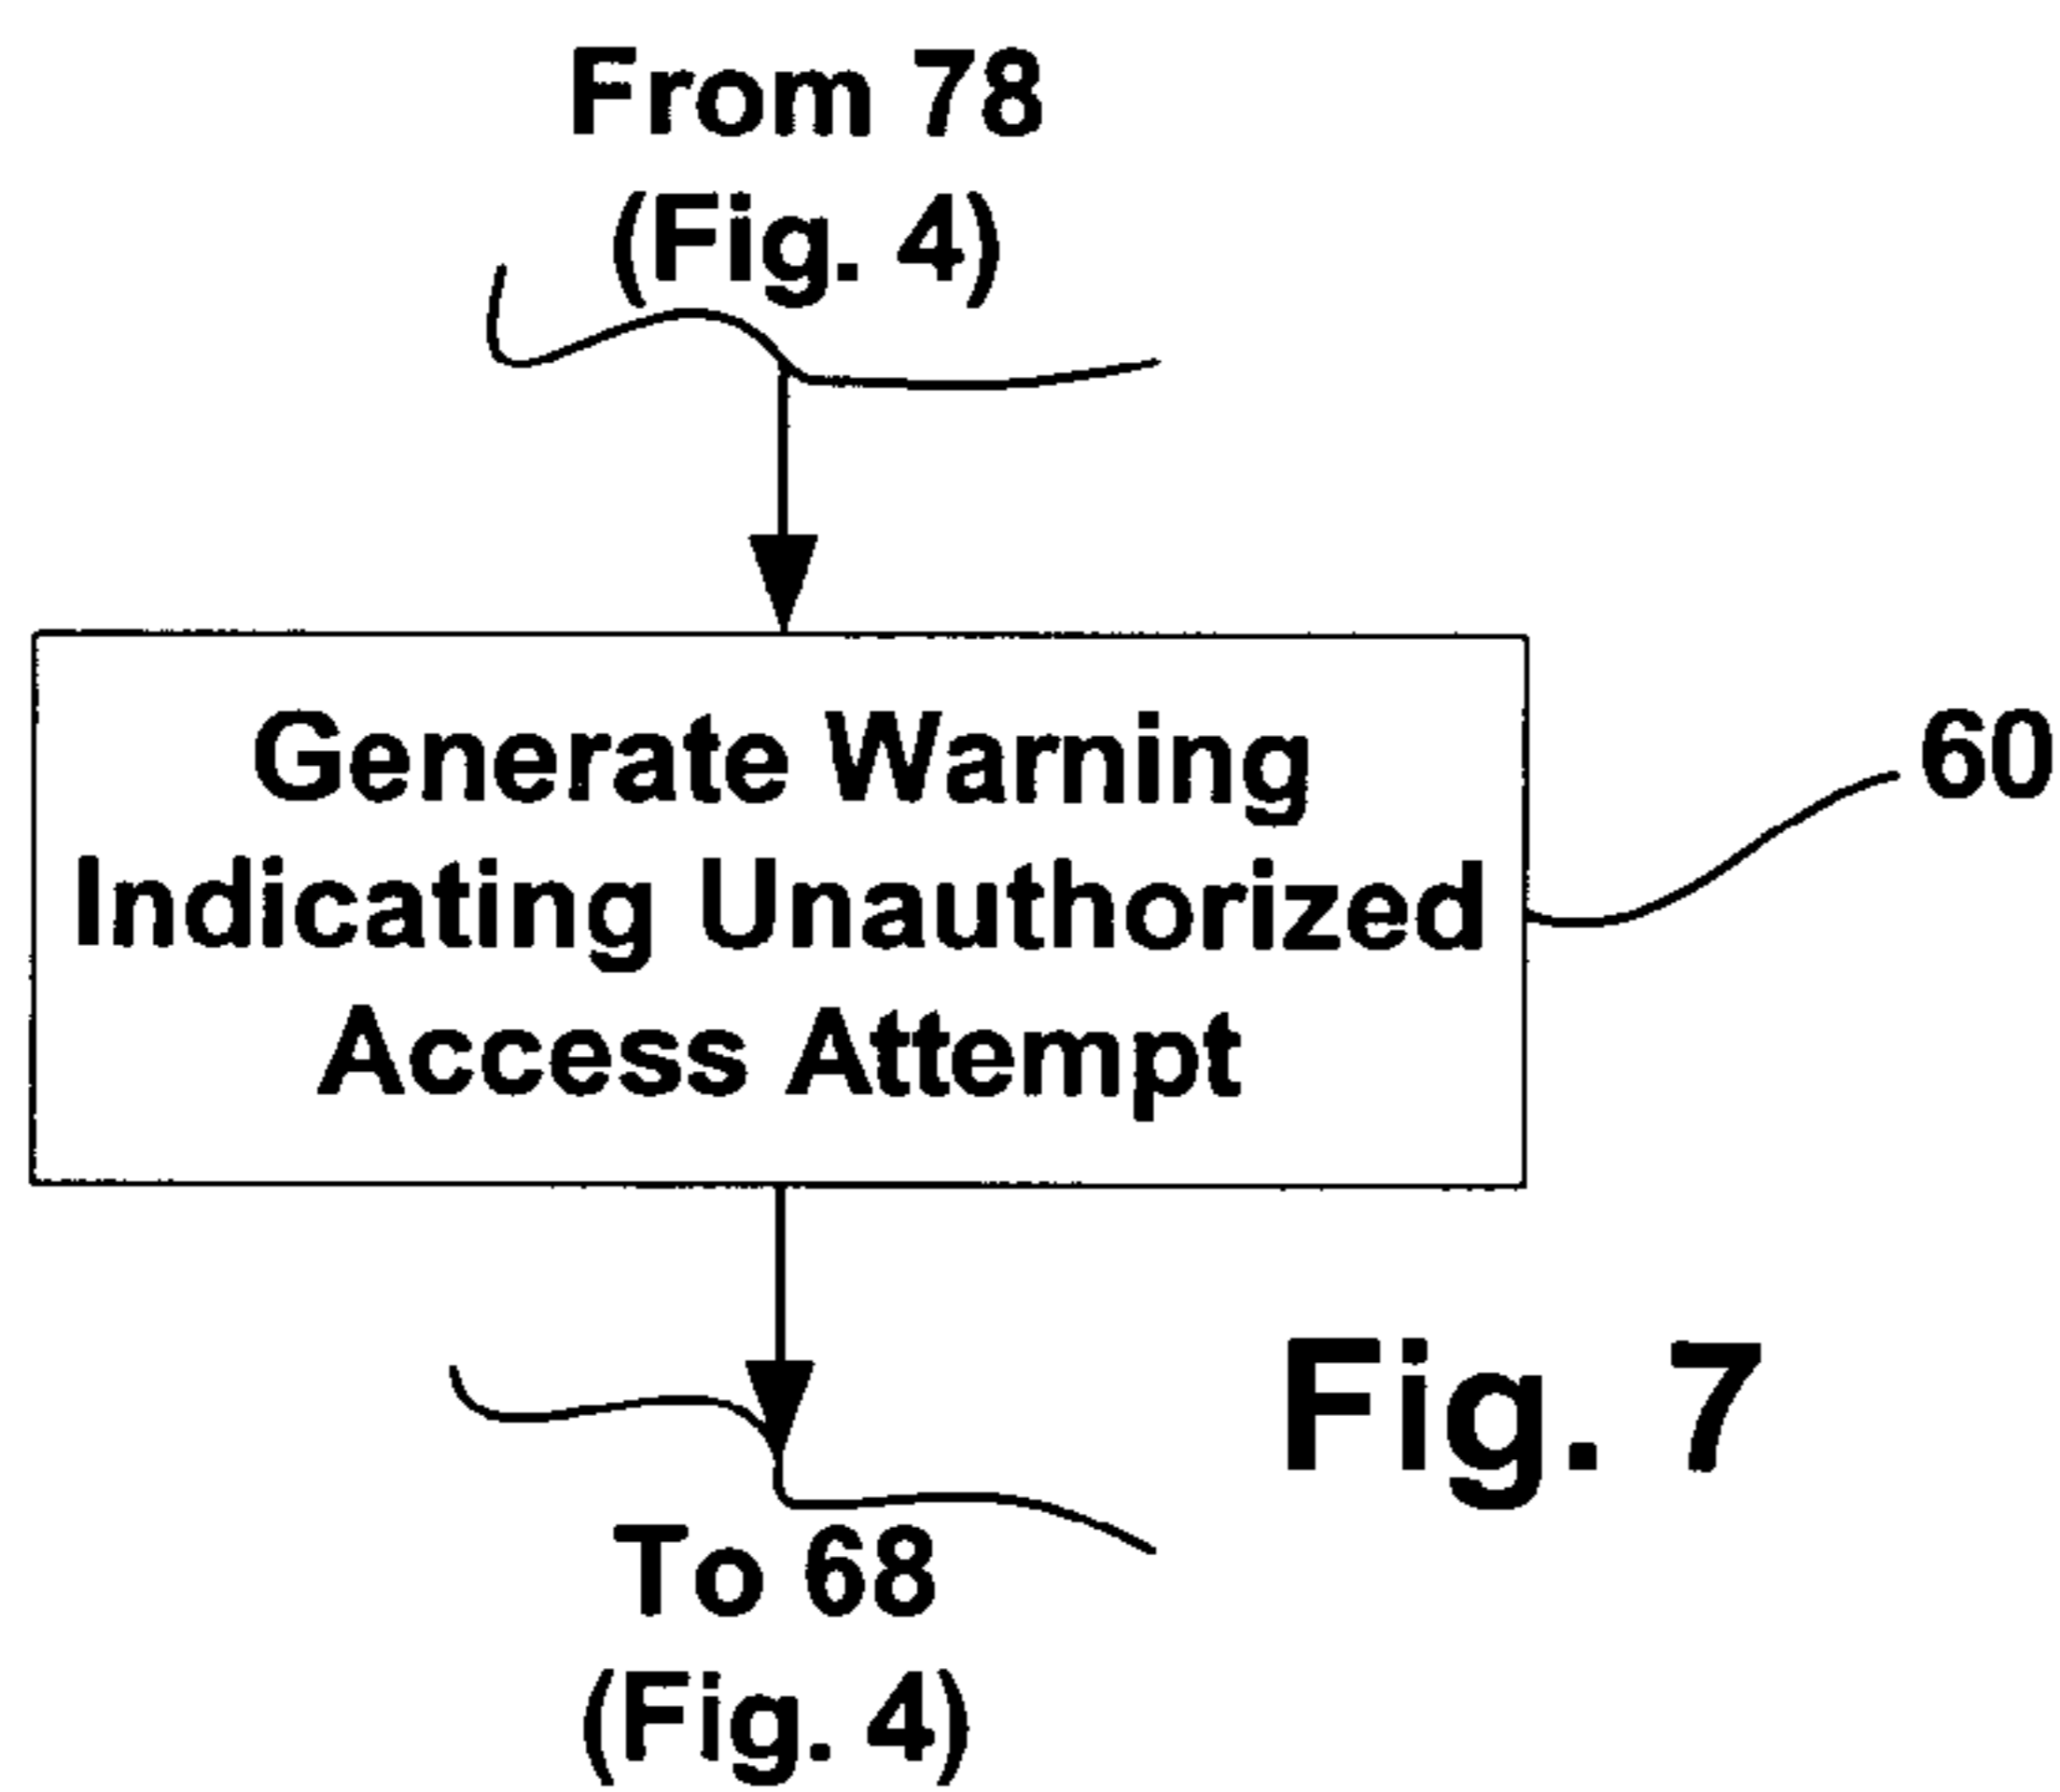 From 78
(Fig. 4)
Generate Warning
Indicating Unauthorized
Access Attempt
60
Fig. 7
To 68
(Fig. 4)